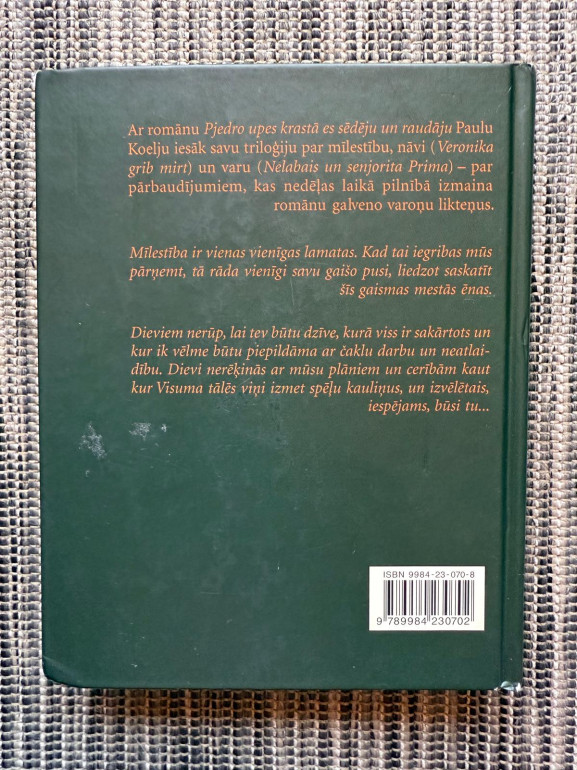 Ar romānu Pjedro upes krastā es sēdēju un raudāju Paulu
Koelju iesāk savu triloģiju par mīlestību, nāvi (Veronika
grib mirt) un varu (Nelabais un senjorita Prima) – par
pārbaudījumiem, kas nedēļas laikā pilnībā izmaina
romānu galveno varoņu likteņus.
Mīlestība ir vienas vienīgas lamatas. Kad tai iegribas mūs
pārņemt, tā rāda vienīgi savu gaišo pusi, liedzot saskatīt
šīs gaismas mestās ēnas.
Dieviem nerūp, lai tev būtu dzīve, kurā viss ir sakārtots un
kur ik vēlme būtu piepildāma ar čaklu darbu un neatlai-
dību. Dievi nerēķinās ar mūsu plāniem un cerībām kaut
kur Visuma tālēs viņi izmet spēļu kauliņus, un izvēlētais,
iespējams, būsi tu...
ISBN 9984-23-070-8
9 789984 230702